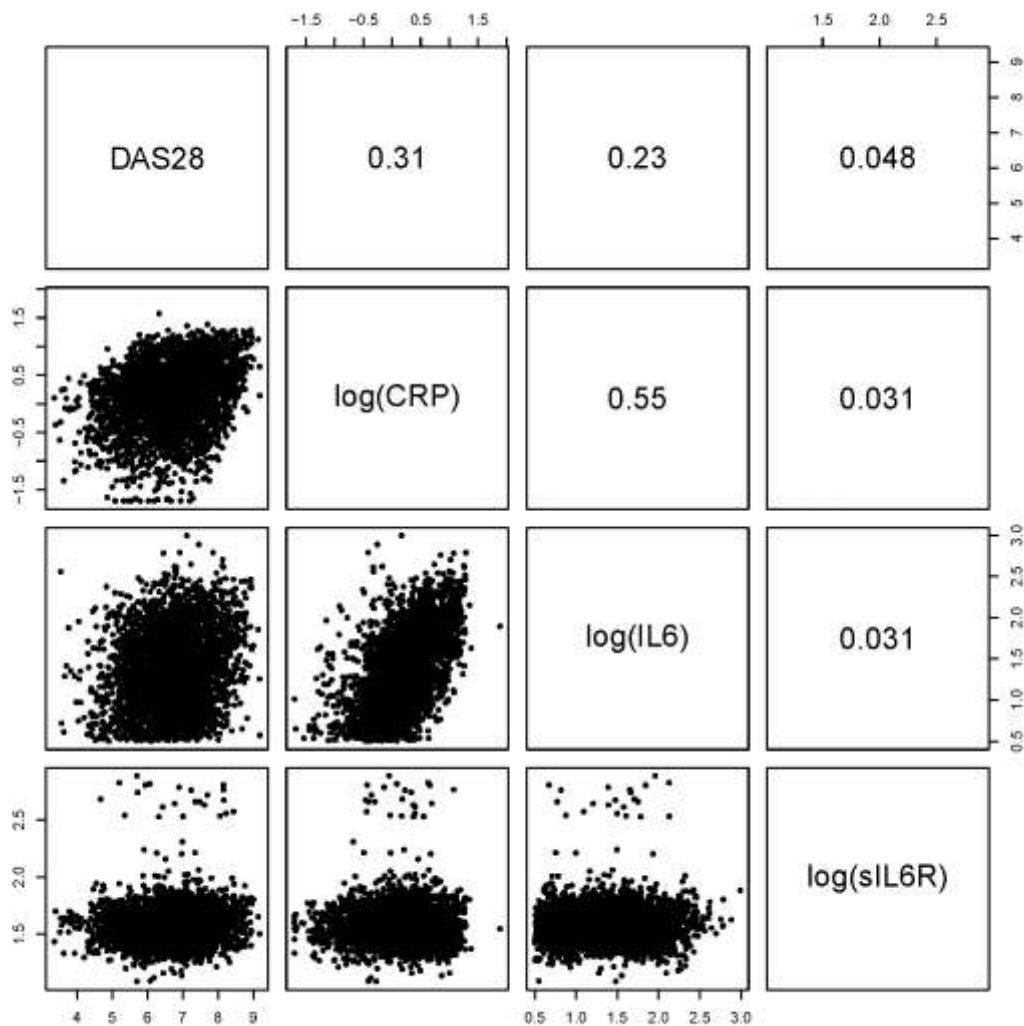 −1.5 −0.5 0.5 1.5 1.5 2.0 2.5
DAS28 0.31 0.23 0.048
4 5 6 7 8 9
log(CRP) 0.55 0.031
−1.5 −0.5 0.5 1.5
log(IL6) 0.031
0.5 1.0 1.5 2.0 2.5 3.0
log(sIL6R)
1.5 2.0 2.5
4 5 6 7 8 9 0.5 1.0 1.5 2.0 2.5 3.0